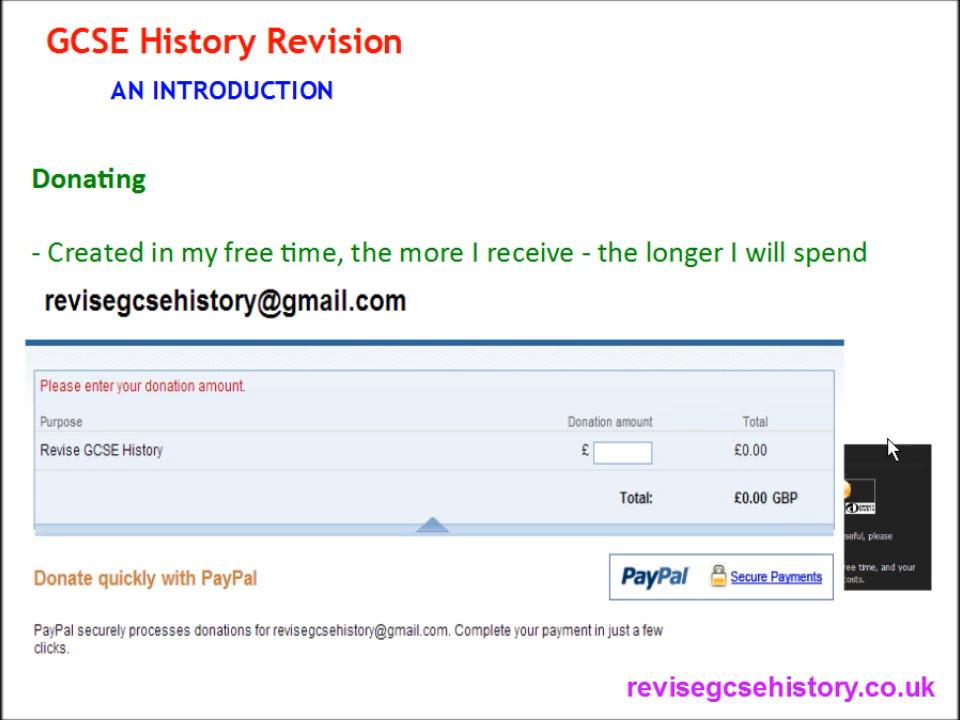 GCSE History Revision
AN INTRODUCTION
Donating
- Created in my free time, the more I receive - the longer I will spend
revisegcsehistory@gmail.com
Please enter your donation amount.
Purpose Donation amount Total
Revise GCSE History £ £0.00
Total: £0.00 GBP
seful, please
ree time, and your
costs.
Donate quickly with PayPal
PayPal Secure Payments
PayPal securely processes donations for revisegcsehistory@gmail.com. Complete your payment in just a few
clicks.
revisegcsehistory.co.uk